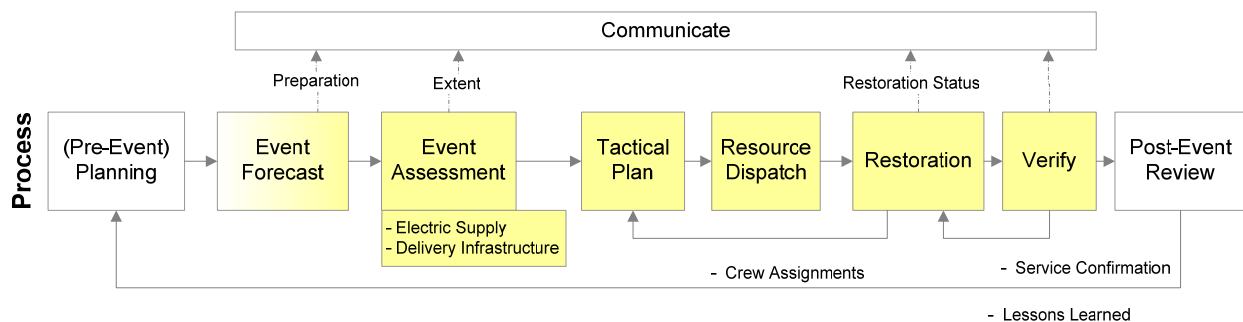 Communicate
Preparation
Extent
Restoration Status
Process
(Pre-Event)
Planning
Event
Forecast
Event
Assessment
Tactical
Plan
Resource
Dispatch
Restoration
Verify
Post-Event
Review
- Electric Supply
- Delivery Infrastructure
- Crew Assignments
- Service Confirmation
- Lessons Learned